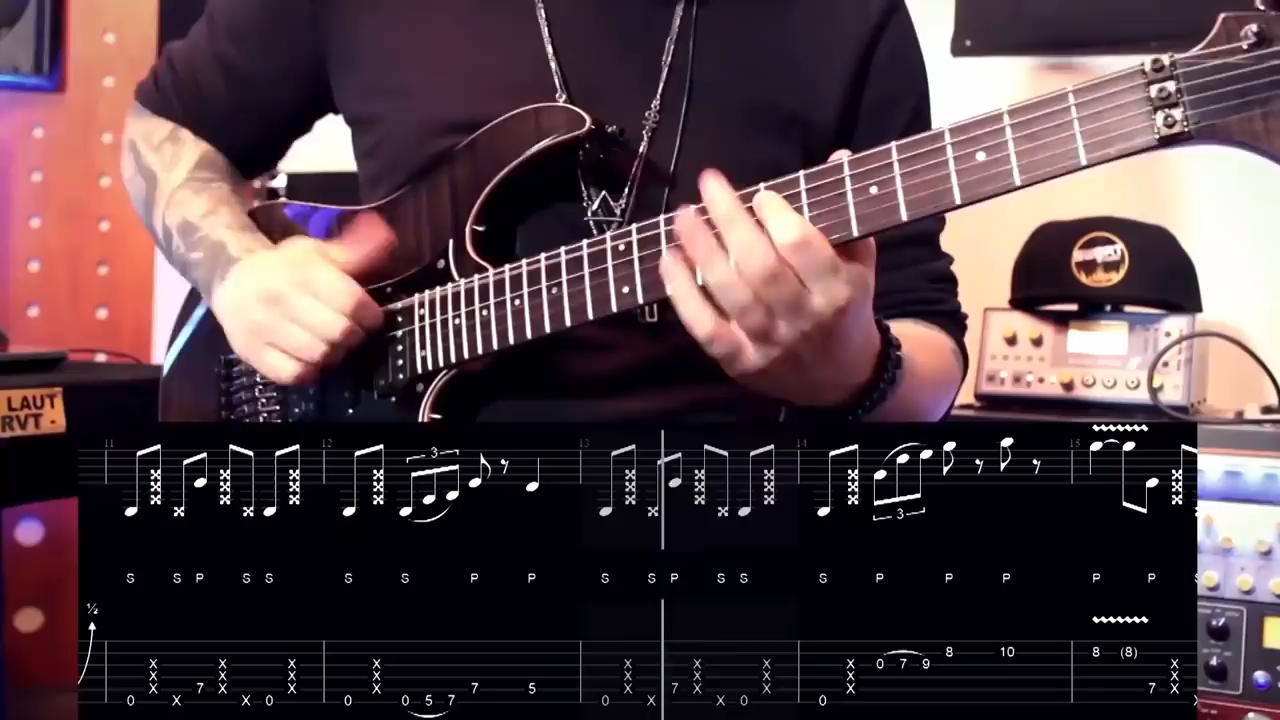 LAUT
RVT -
11 12 13 14 15
3
3
S S P S S S S P P S S P S S S P P P P P
½
8 10 8 (8)
0 7 9
X X X X X X X X X
X X X X X X X X X
7 X X X 7 5 7 X X X 7 X
0 X X 0 0 0 5 7 0 X X 0 0